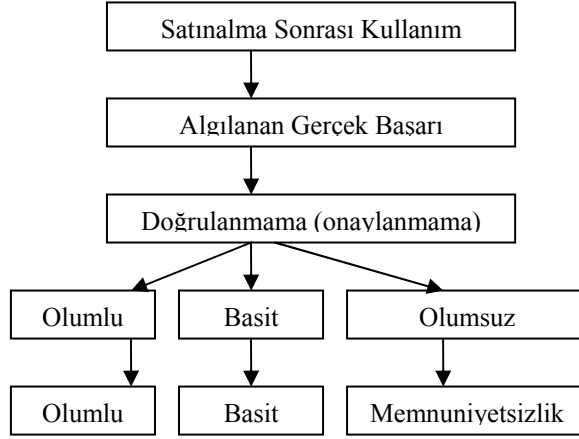 Satınalma Sonrası Kullanım
Algılanan Gerçek Başarı
Doğrulanmama (onaylanmama)
Olumlu Basit Olumsuz
Olumlu Basit Memnuniyetsizlik